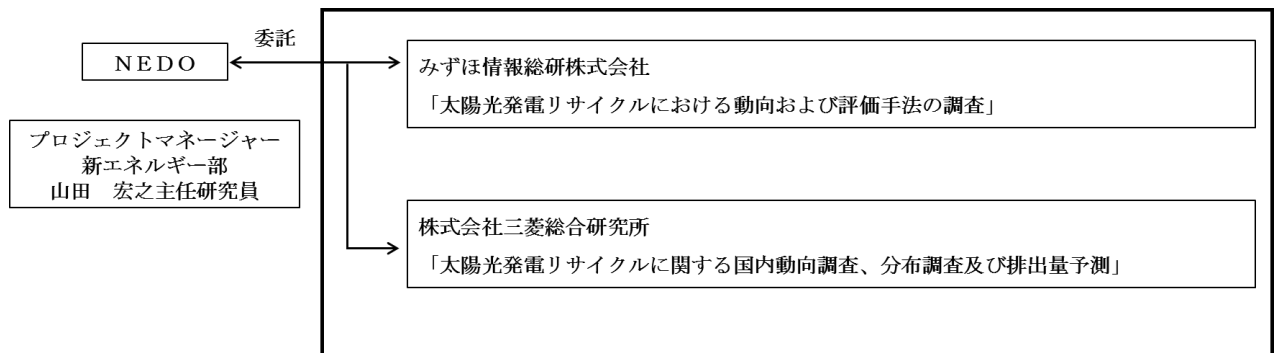 委託
ＮＥＤＯ
プロジェクトマネージャー
新エネルギー部
山田　宏之主任研究員
みずほ情報総研株式会社
「太陽光発電リサイクルにおける動向および評価手法の調査」
株式会社三菱総合研究所
「太陽光発電リサイクルに関する国内動向調査、分布調査及び排出量予測」